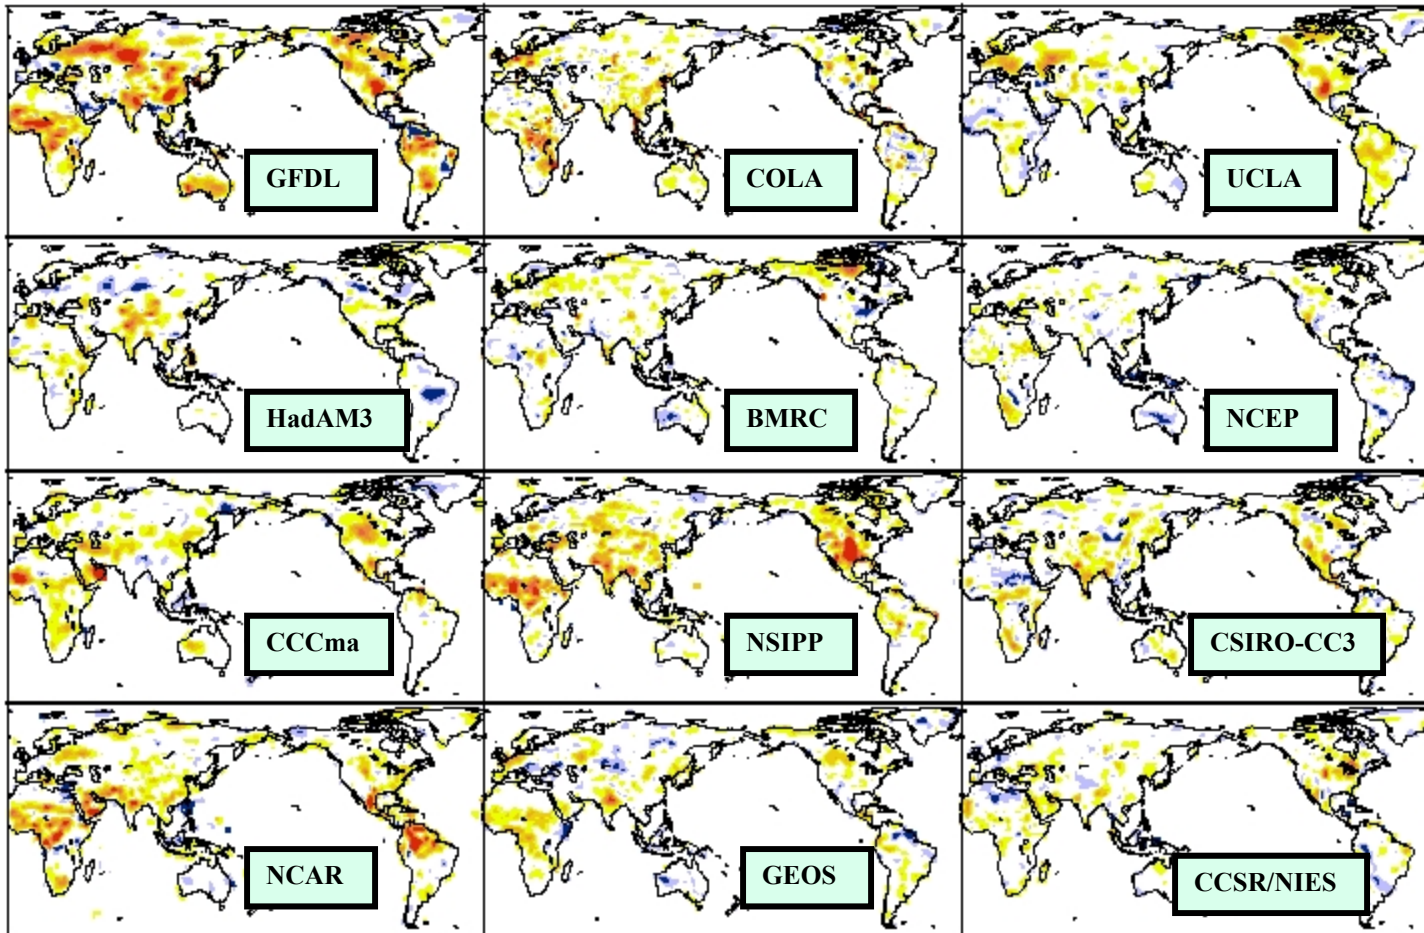 GFDL
COLA
UCLA
HadAM3
BMRC
NCEP
CCCma
NSIPP
CSIRO-CC3
NCAR
GEOS
CCSR/NIES